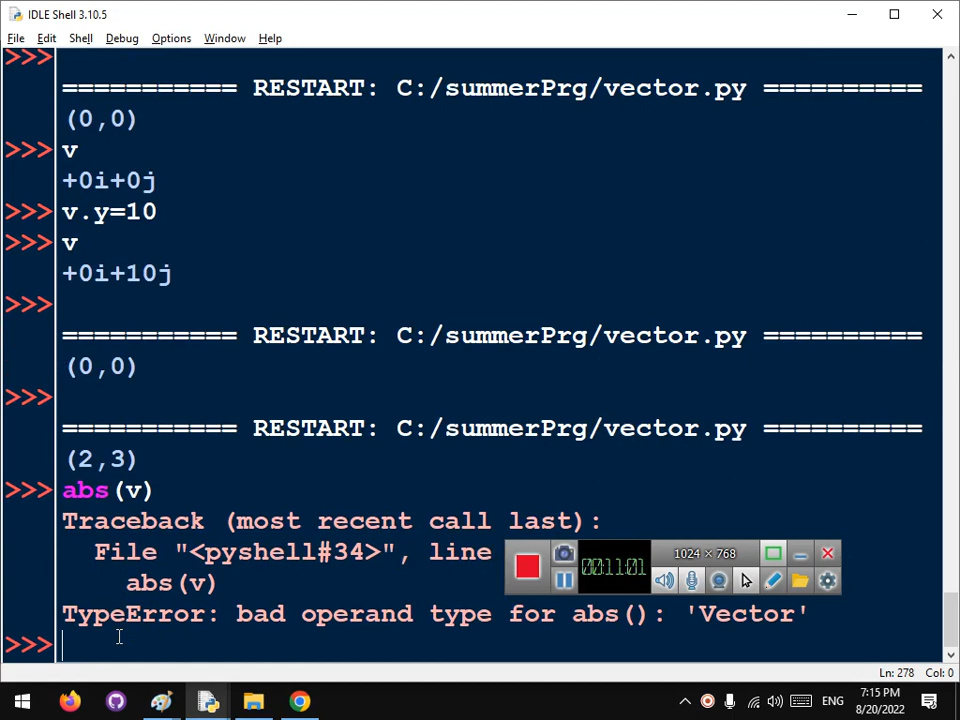 IDLE Shell 3.10.5
File Edit Shell Debug Options Window Help
>>>
=========== RESTART: C:/summerPrg/vector.py ==========
(0,0)
>>> v
+0i+0j
>>> v.y=10
>>> v
+0i+10j
>>>
=========== RESTART: C:/summerPrg/vector.py ==========
(0,0)
>>>
=========== RESTART: C:/summerPrg/vector.py ==========
(2,3)
>>> abs(v)
Traceback (most recent call last):
File "<pyshell#34>", line
abs(v)
TypeError: bad operand type for abs(): 'Vector'
>>>
00:11:01
1024 × 768
Ln: 278 Col: 0
ENG
7:15 PM
8/20/2022